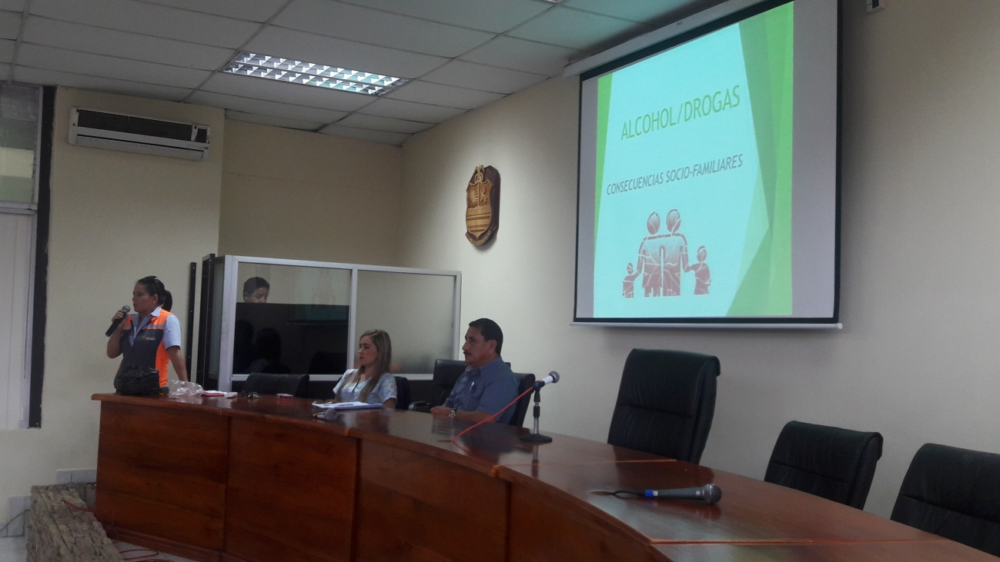 ALCOHOL/DROGAS
CONSECUENCIAS SOCIO-FAMILIARES